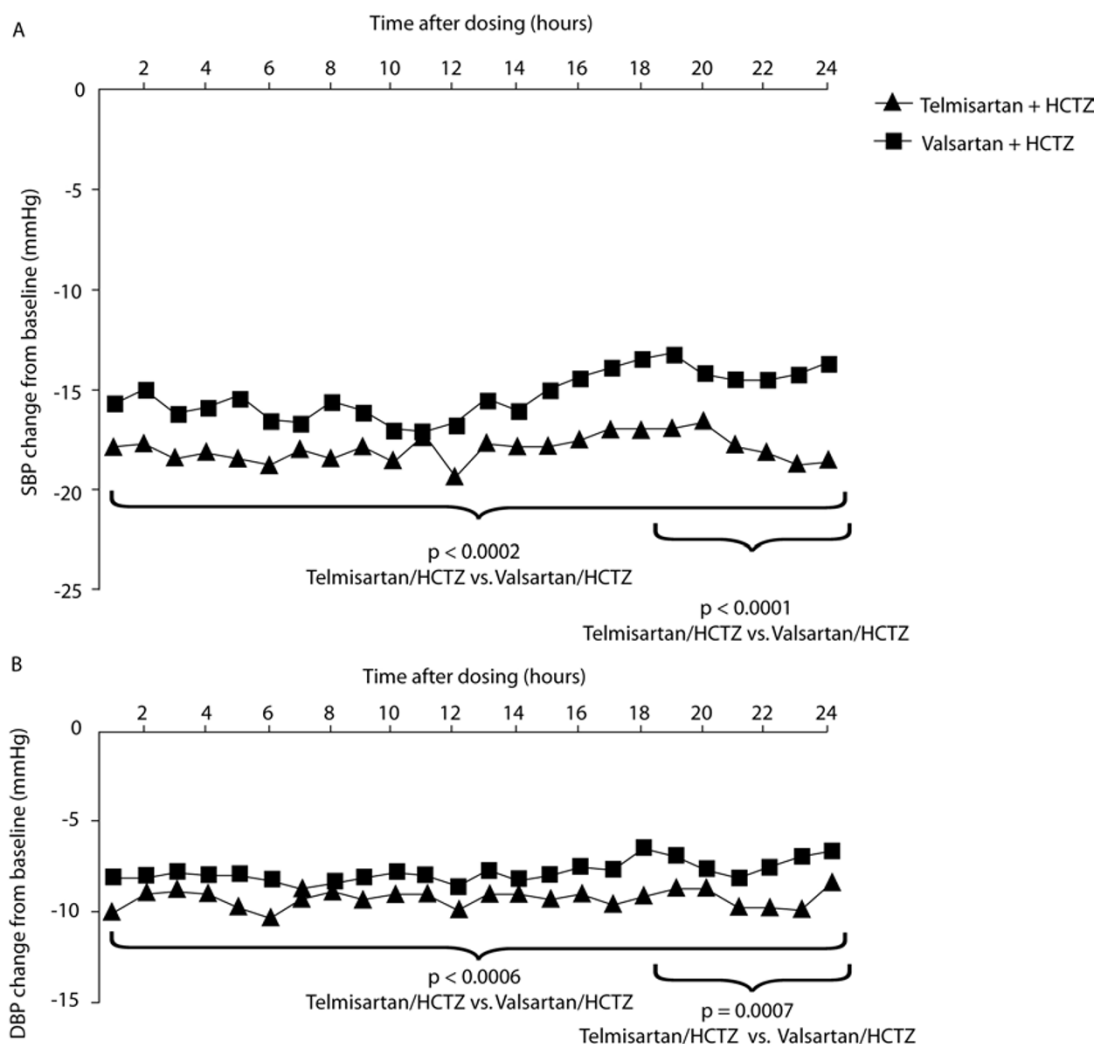 A
Time after dosing (hours)
2 4 6 8 10 12 14 16 18 20 22 24
0
-5
-10
-15
-20
-25
SBP change from baseline (mmHg)
Telmisartan + HCTZ
Valsartan + HCTZ
p < 0.0002
Telmisartan/HCTZ vs. Valsartan/HCTZ
p < 0.0001
Telmisartan/HCTZ vs. Valsartan/HCTZ
B
Time after dosing (hours)
2 4 6 8 10 12 14 16 18 20 22 24
0
-5
-10
-15
DBP change from baseline (mmHg)
p < 0.0006
Telmisartan/HCTZ vs. Valsartan/HCTZ
p = 0.0007
Telmisartan/HCTZ vs. Valsartan/HCTZ